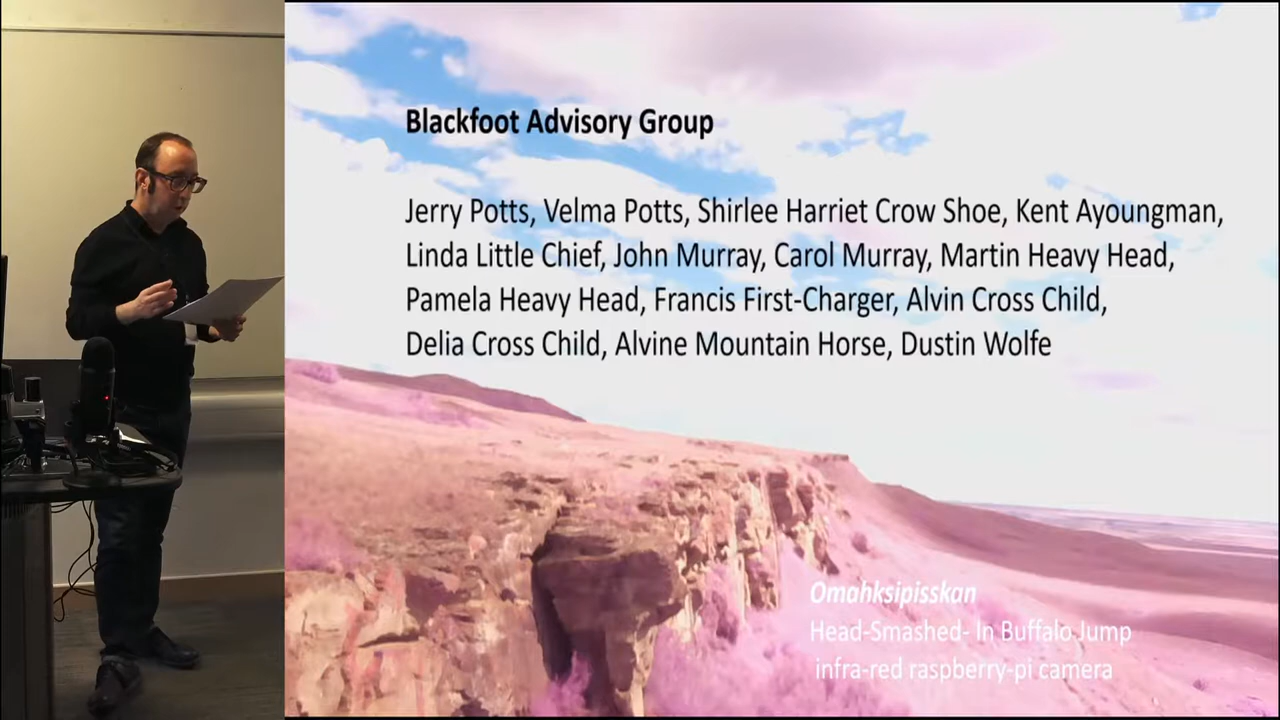 Blackfoot Advisory Group
Jerry Potts, Velma Potts, Shirlee Harriet Crow Shoe, Kent Ayoungman,
Linda Little Chief, John Murray, Carol Murray, Martin Heavy Head,
Pamela Heavy Head, Francis First-Charger, Alvin Cross Child,
Delia Cross Child, Alvine Mountain Horse, Dustin Wolfe
Omahksipisskan
Head-Smashed- In Buffalo Jump
infra-red raspberry-pi camera